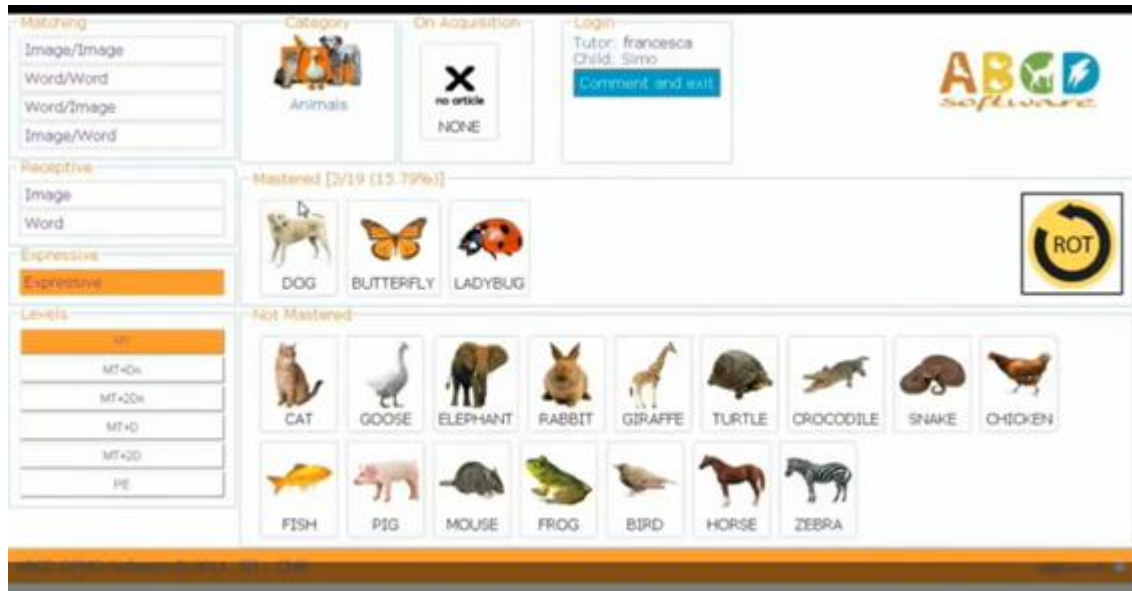 Matching
Image/Image
Word/Word
Word/Image
Image/Word
Receptive
Image
Word
Expressive
Expressive
Levels
MT
MT+Dn
MT+2Dn
MT+D
MT+2D
PE
Category
Animals
On Acquisition
no article
NONE
Login
Tutor: francesca
Child: Simo
Comment and exit
ABCD
software
Mastered [3/19 (15.79%)]
DOG BUTTERFLY LADYBUG
ROT
Not Mastered
CAT GOOSE ELEPHANT RABBIT GIRAFFE TURTLE CROCODILE SNAKE CHICKEN
FISH PIG MOUSE FROG BIRD HORSE ZEBRA